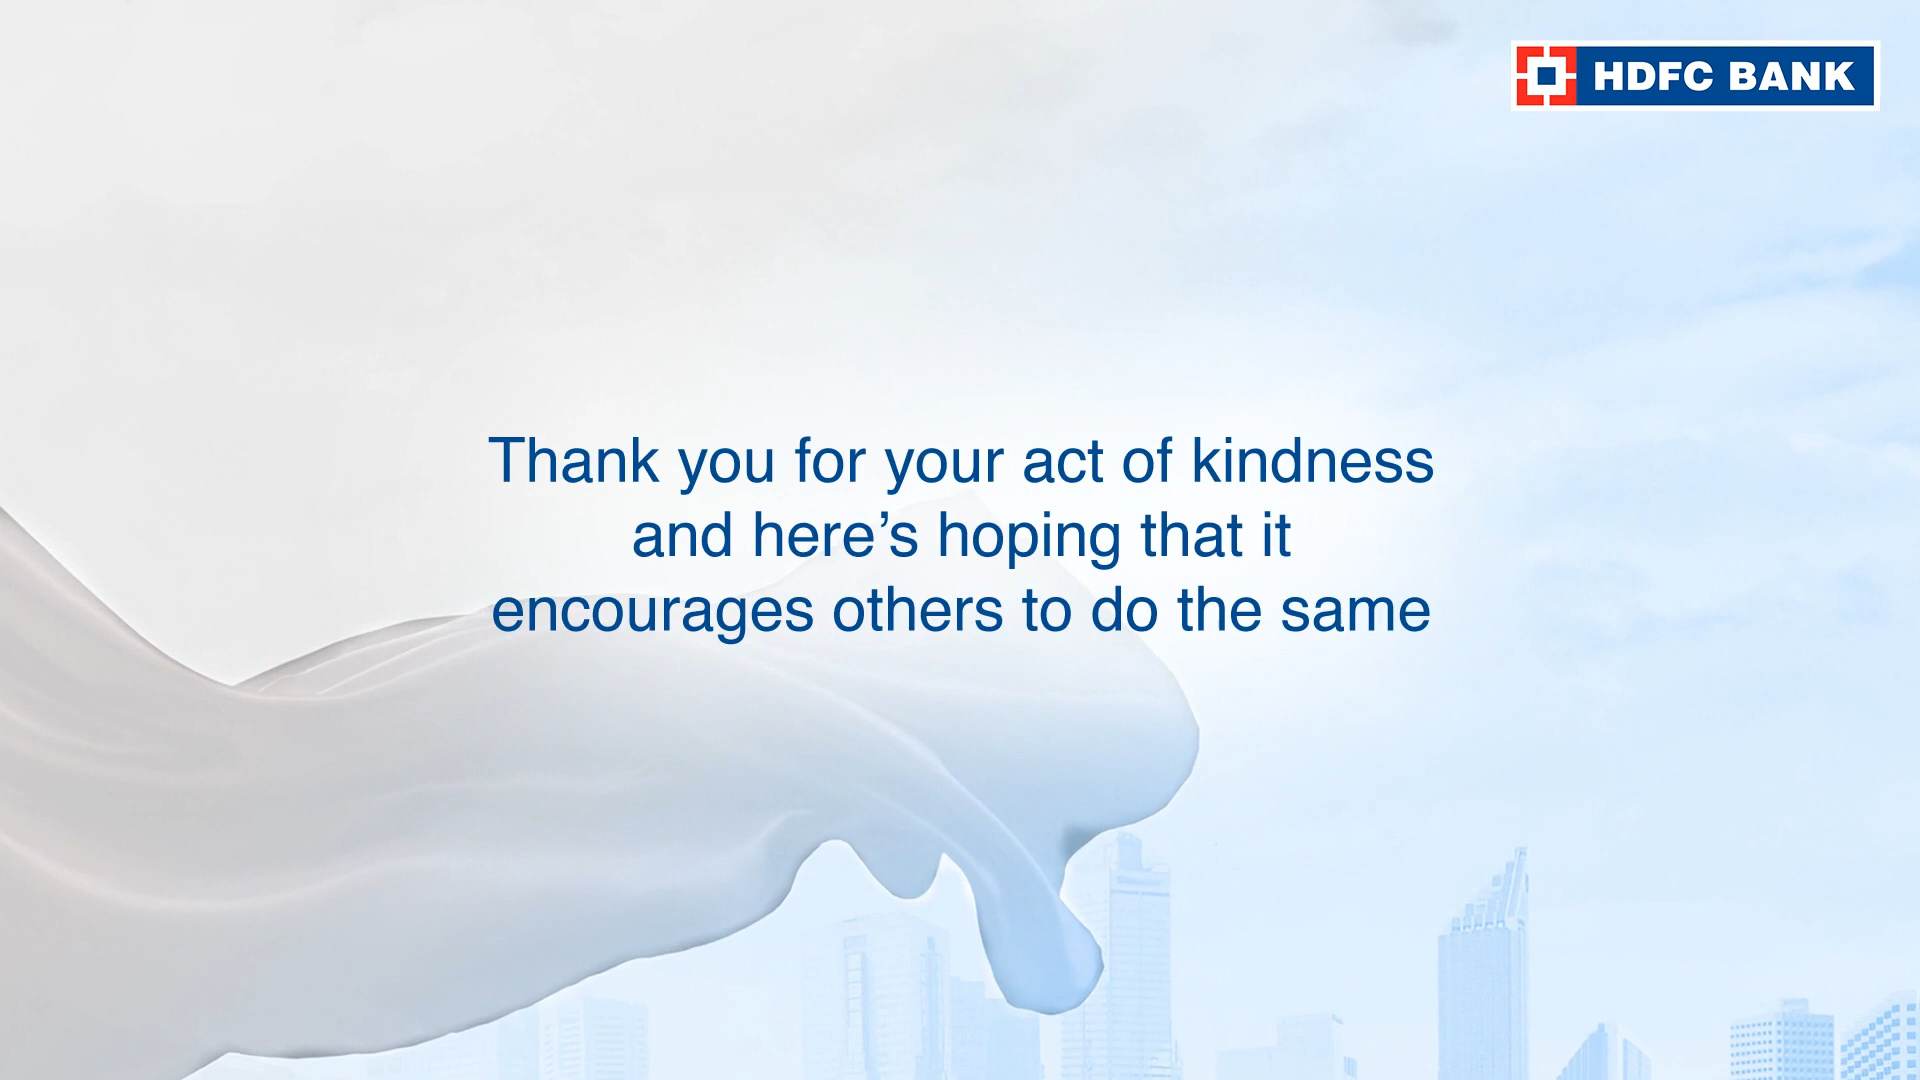 HDFC BANK
Thank you for your act of kindness
and here’s hoping that it
encourages others to do the same